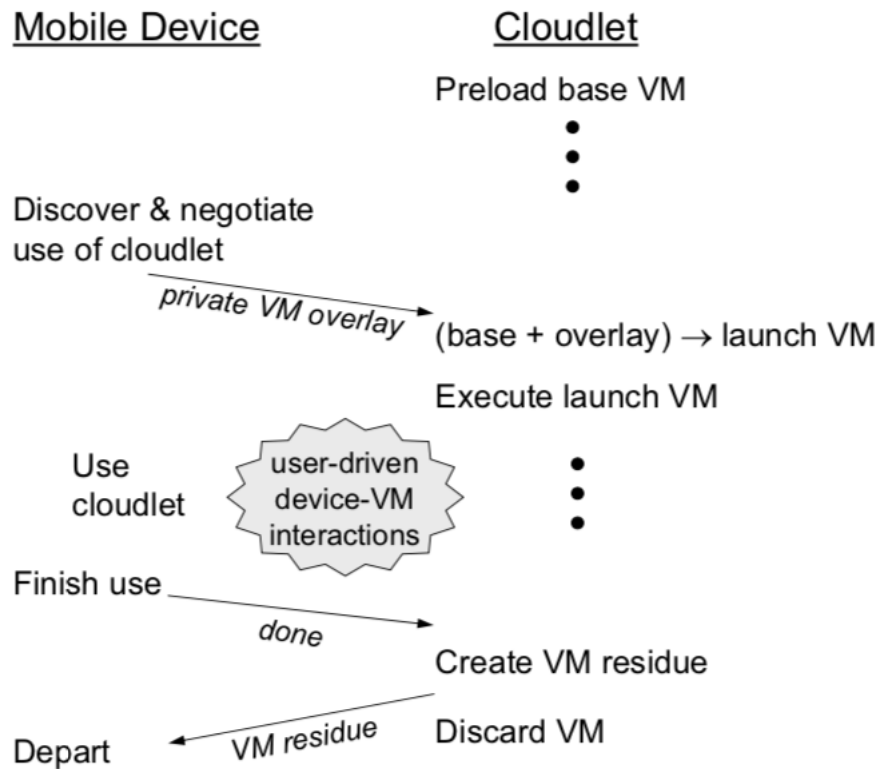 Mobile Device
Cloudlet
Preload base VM
Discover & negotiate
use of cloudlet
private VM overlay
(base + overlay) → launch VM
Execute launch VM
Use
cloudlet
user-driven
device-VM
interactions
Finish use
done
Create VM residue
VM residue
Discard VM
Depart